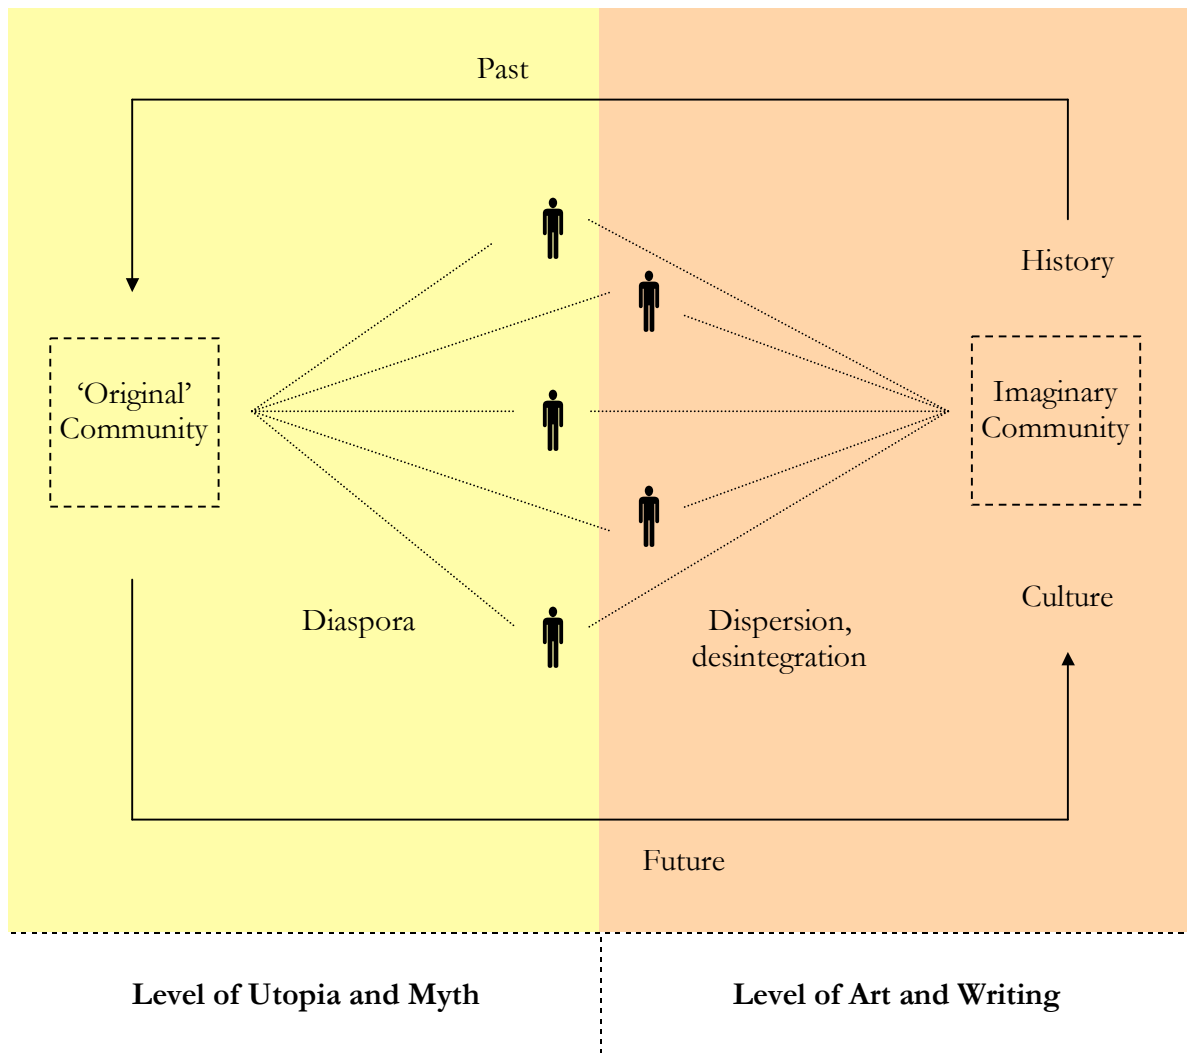 Past
History
‘Original’
Community
Imaginary
Community
Culture
Diaspora
Dispersion,
desintegration
Future
Level of Utopia and Myth
Level of Art and Writing